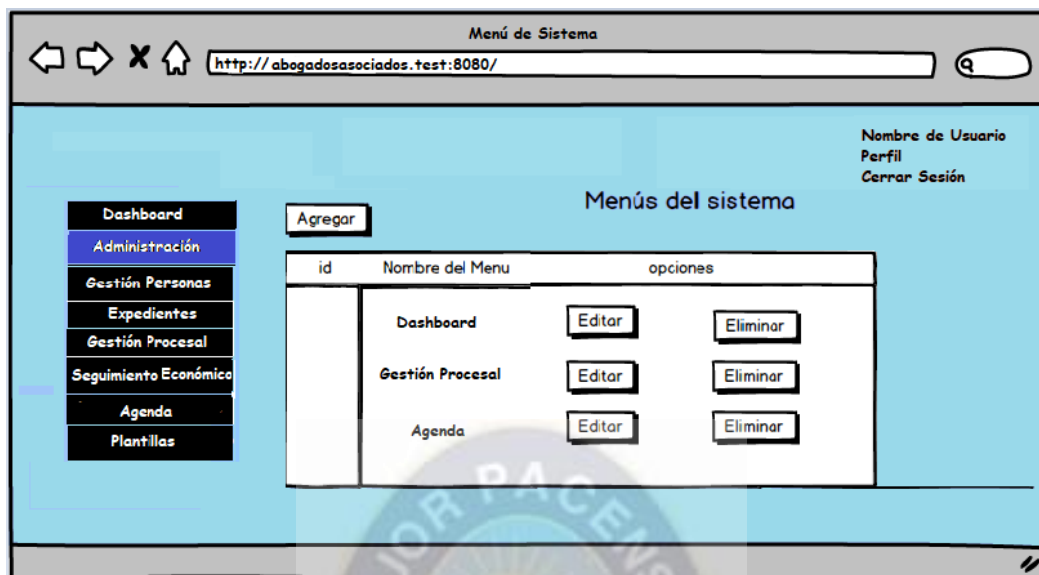 Menú de Sistema
http://abogadosasociados.test:8080/
Nombre de Usuario
Perfil
Cerrar Sesión
Menús del sistema
Dashboard
Administración
Gestión Personas
Expedientes
Gestión Procesal
Seguimiento Económico
Agenda
Plantillas
Agregar
id Nombre del Menu opciones
Dashboard Editar Eliminar
Gestión Procesal Editar Eliminar
Agenda Editar Eliminar